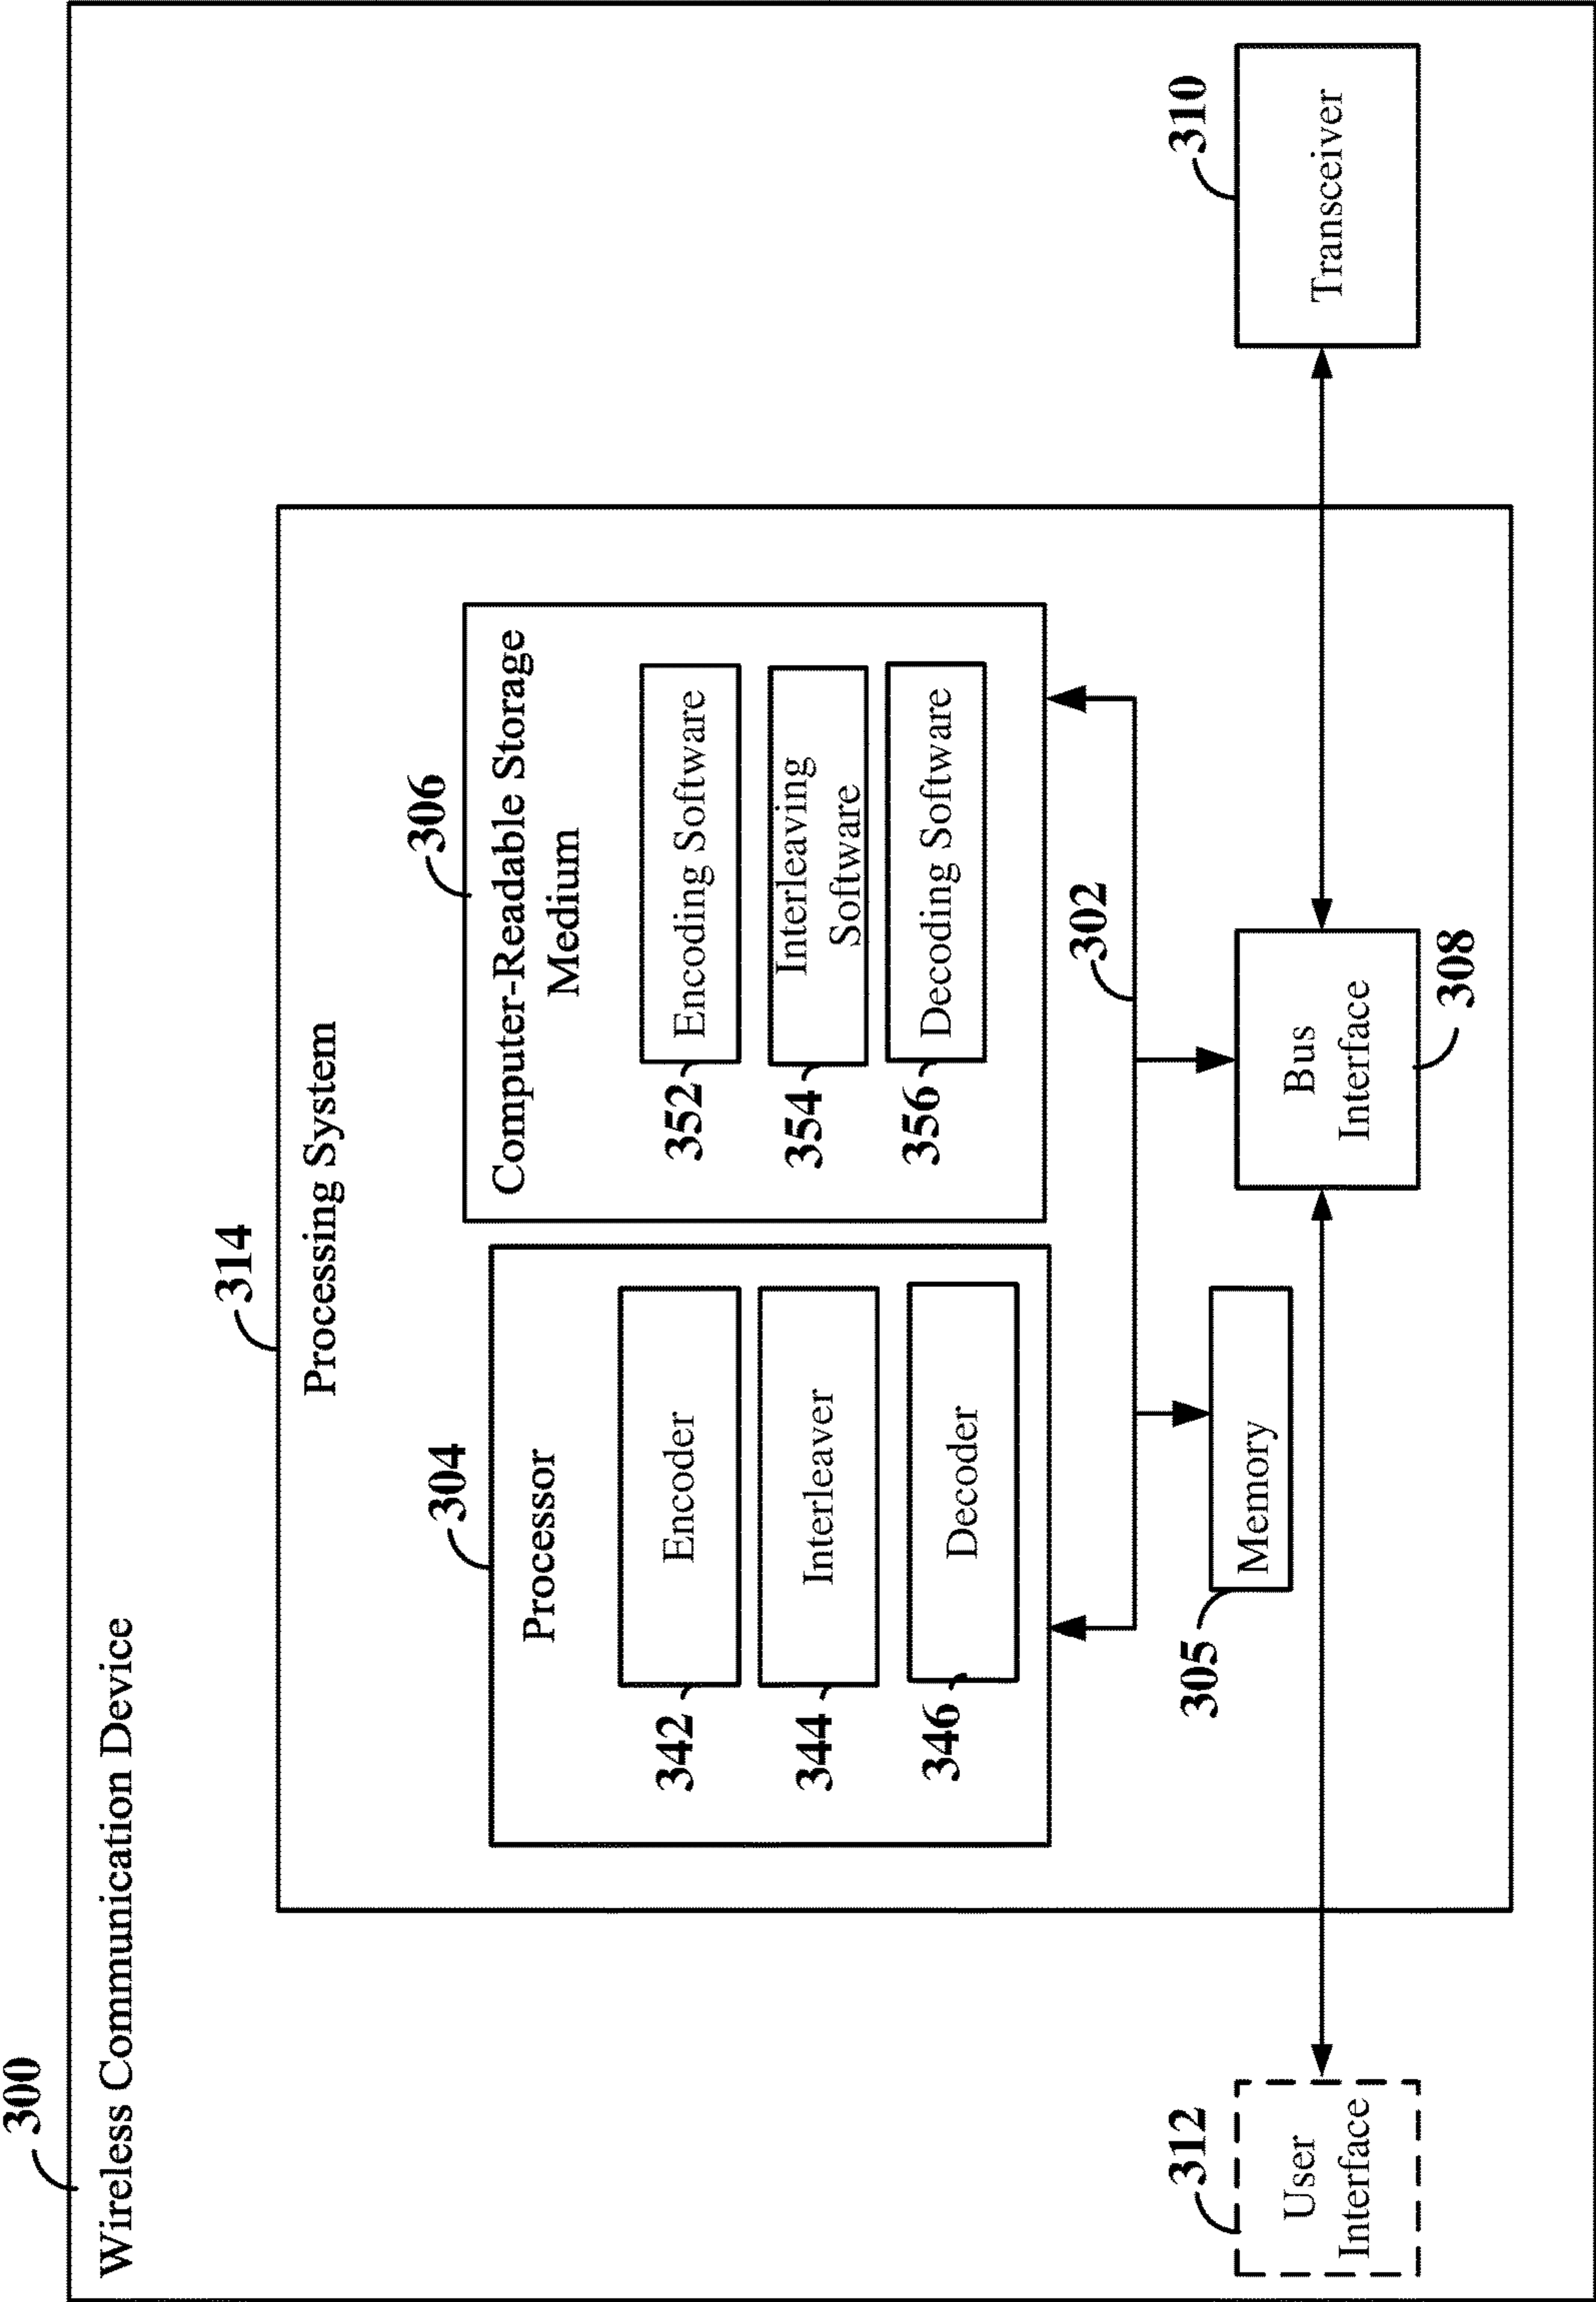 300
Wireless Communication Device
314
Processing System
304
Processor
342
Encoder
344
Interleaver
346
Decoder
306
Computer-Readable Storage
Medium
352
Encoding Software
354
Interleaving
Software
356
Decoding Software
302
305
Memory
312
User
Interface
Bus
Interface
308
310
Transceiver